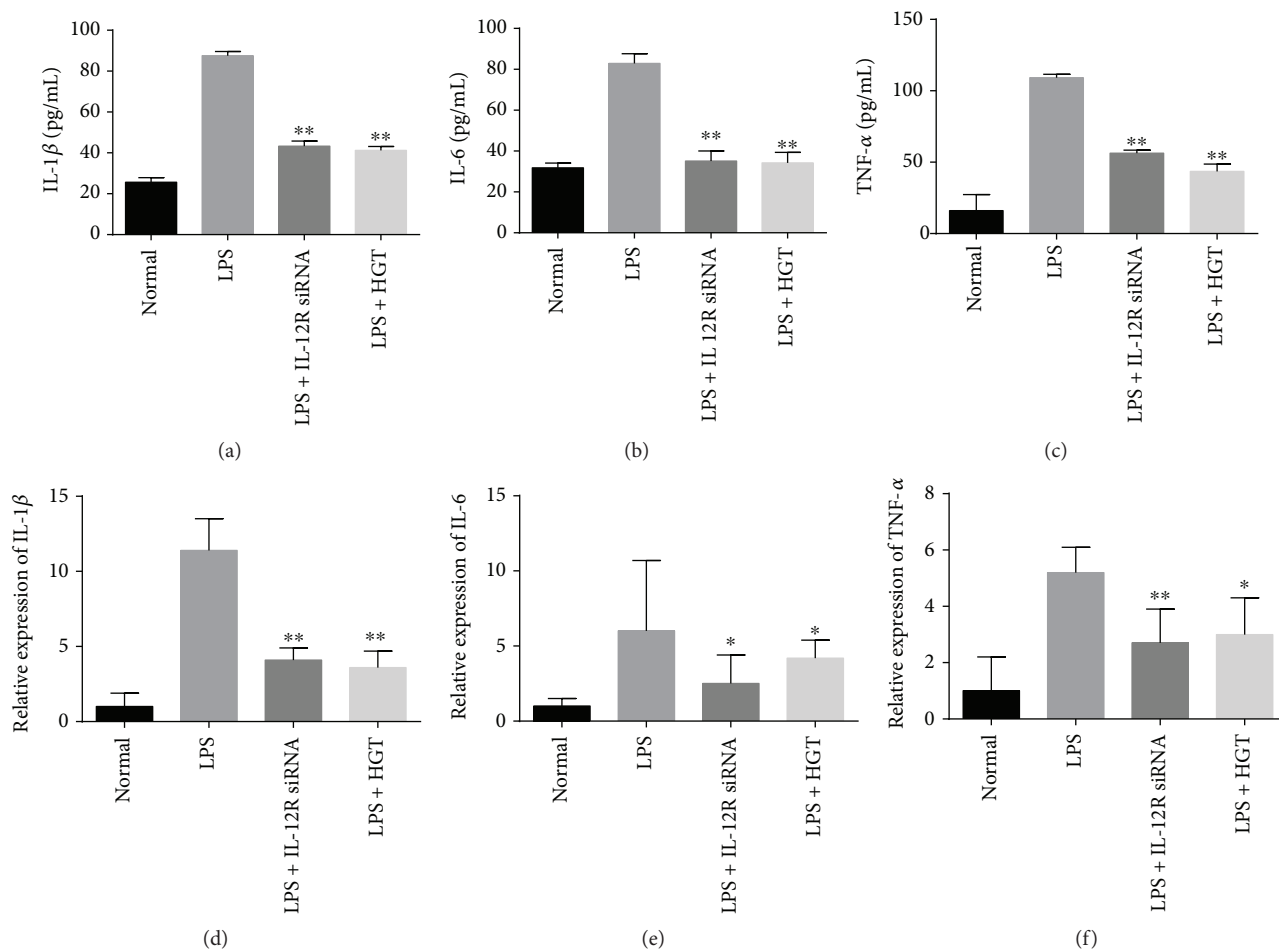 IL-1β (pg/mL)
100
80
60
40
20
0
**
**
Normal
LPS
LPS + IL-12R siRNA
LPS + HGT
(a)
IL-6 (pg/mL)
100
80
60
40
20
0
**
**
Normal
LPS
LPS + IL 12R siRNA
LPS + HGT
(b)
TNF-α (pg/mL)
150
100
50
0
**
**
Normal
LPS
LPS + IL-12R siRNA
LPS + HGT
(c)
Relative expression of IL-1β
15
10
5
0
**
**
Normal
LPS
LPS + IL-12R siRNA
LPS + HGT
(d)
Relative expression of IL-6
15
10
5
0
*
*
Normal
LPS
LPS + IL-12R siRNA
LPS + HGT
(e)
Relative expression of TNF-α
8
6
4
2
0
**
*
Normal
LPS
LPS + IL-12R siRNA
LPS + HGT
(f)